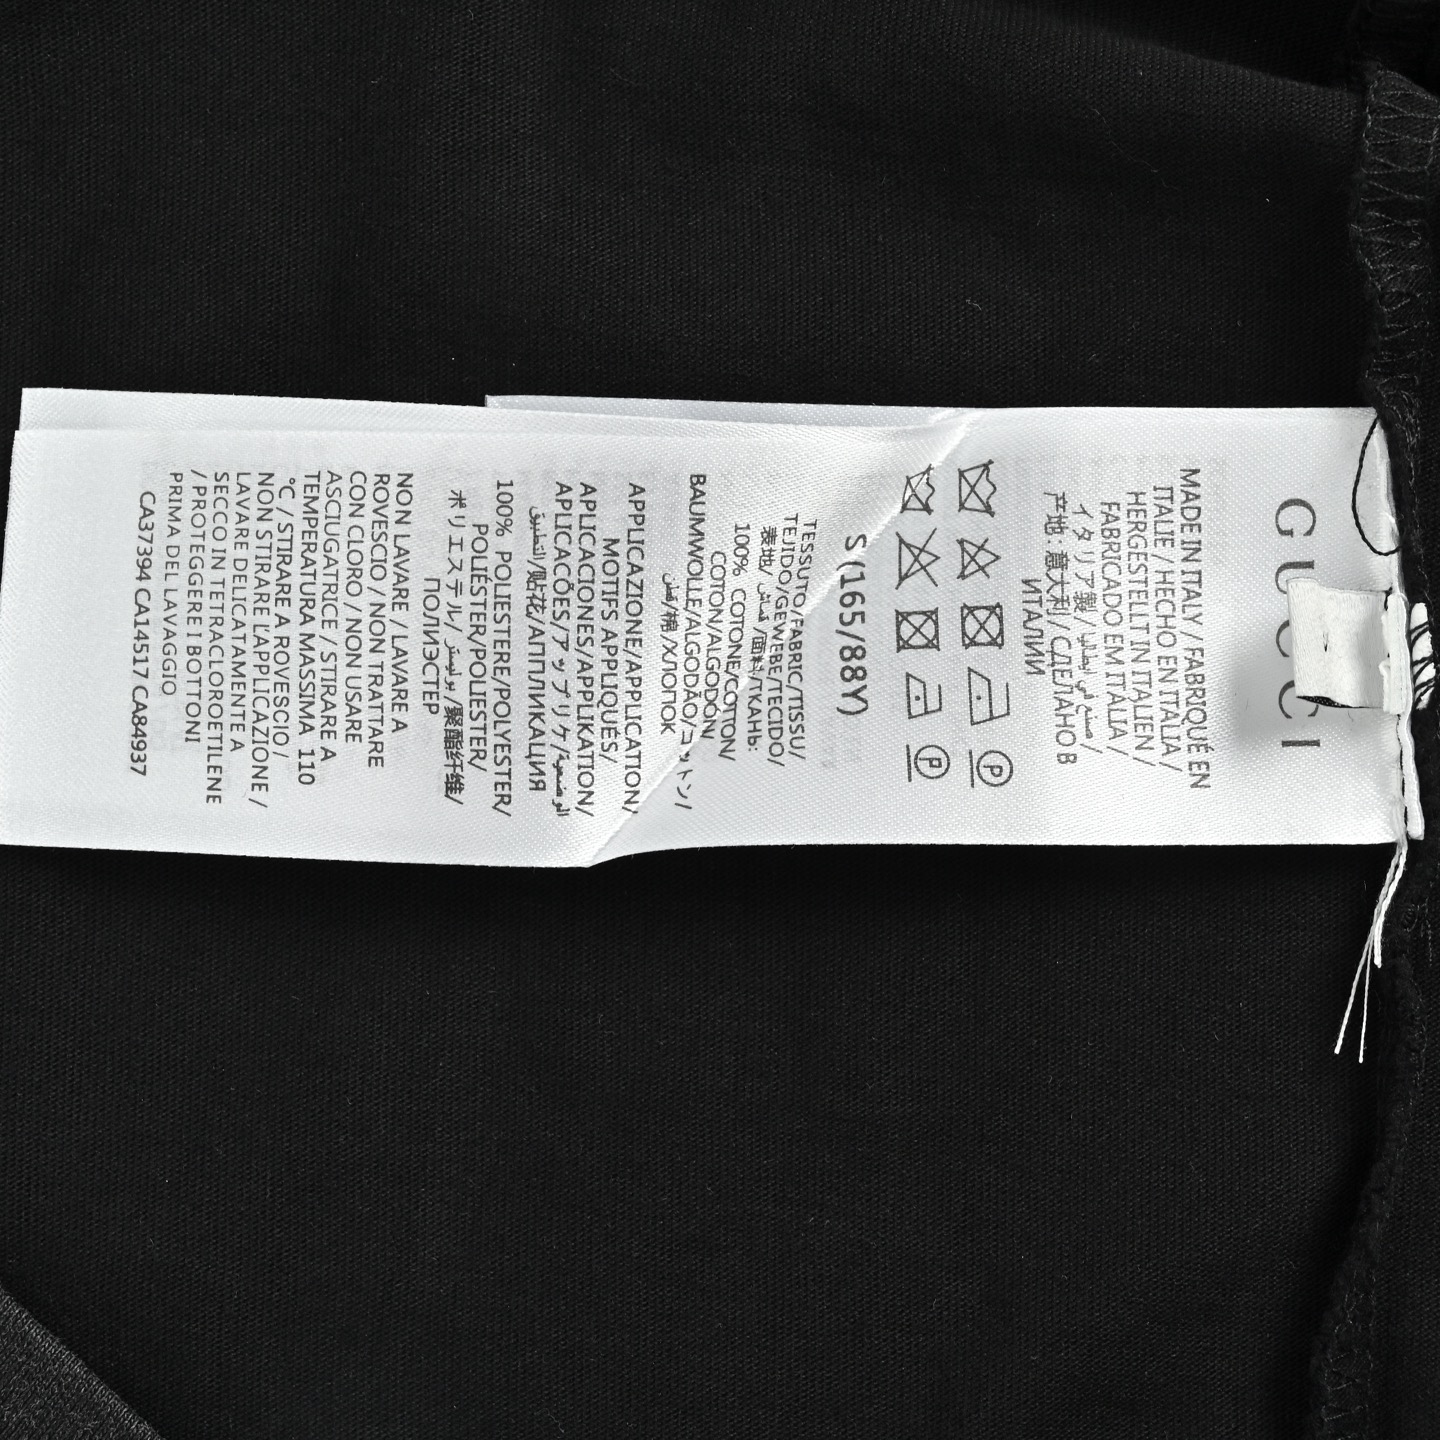 GUCCI
MADE IN ITALY / FABRIQUÉ EN
ITALIE / HECHO EN ITALIA /
HERGESTELLT IN ITALIEN /
FABRICADO EM ITALIA /
イタリア製/ صنع في إيطاليا /
产地：意大利 / СДЕЛАНО В
ИТАЛИИ
P
P
S(165/88Y)
TESSUTO/FABRIC/TISSU/
TEJIDO/GEWEBE/TECIDO/
表地/ قماش /面料/ТКАНЬ:
100% COTONE/COTTON/
COTON/ALGODÓN/
BAUMWOLLE/ALGODÃO/コットン/
قطن/棉/ХЛОПОК
APPLICAZIONE/APPLICATION/
MOTIFS APPLIQUÉS/
APLICACIONES/APPLIKATION/
APLICACÕES/アップリケ/
التطبيق/贴花/АППЛИКАЦИЯ
100% POLIESTERE/POLYESTER/
POLIÉSTER/POLIESTER/
ポリエステル/ بوليستر /聚酯纤维/
ПОЛИЭСТЕР
NON LAVARE / LAVARE A
ROVESCIO / NON TRATTARE
CON CLORO / NON USARE
ASCIUGATRICE / STIRARE A
TEMPERATURA MASSIMA 110
°C / STIRARE A ROVESCIO /
NON STIRARE L'APPLICAZIONE /
LAVARE DELICATAMENTE A
SECCO IN TETRACLOROETILENE
/ PROTEGGERE I BOTTONI
PRIMA DEL LAVAGGIO
CA37394 CA14517 CA84937